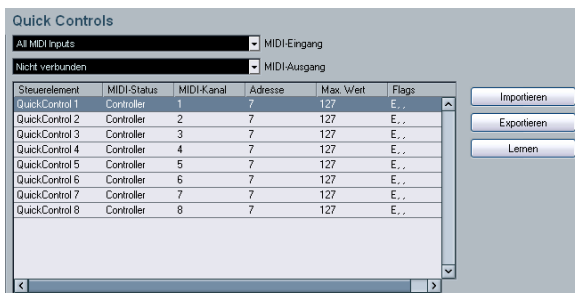 Quick Controls
All MIDI Inputs MIDI-Eingang
Nicht verbunden MIDI-Ausgang
Steuerelement MIDI-Status MIDI-Kanal Adresse Max. Wert Flags
QuickControl 1 Controller 1 7 127 E, ,
QuickControl 2 Controller 2 7 127 E, ,
QuickControl 3 Controller 3 7 127 E, ,
QuickControl 4 Controller 4 7 127 E, ,
QuickControl 5 Controller 5 7 127 E, ,
QuickControl 6 Controller 6 7 127 E, ,
QuickControl 7 Controller 7 7 127 E, ,
QuickControl 8 Controller 8 7 127 E, ,
Importieren
Exportieren
Lernen